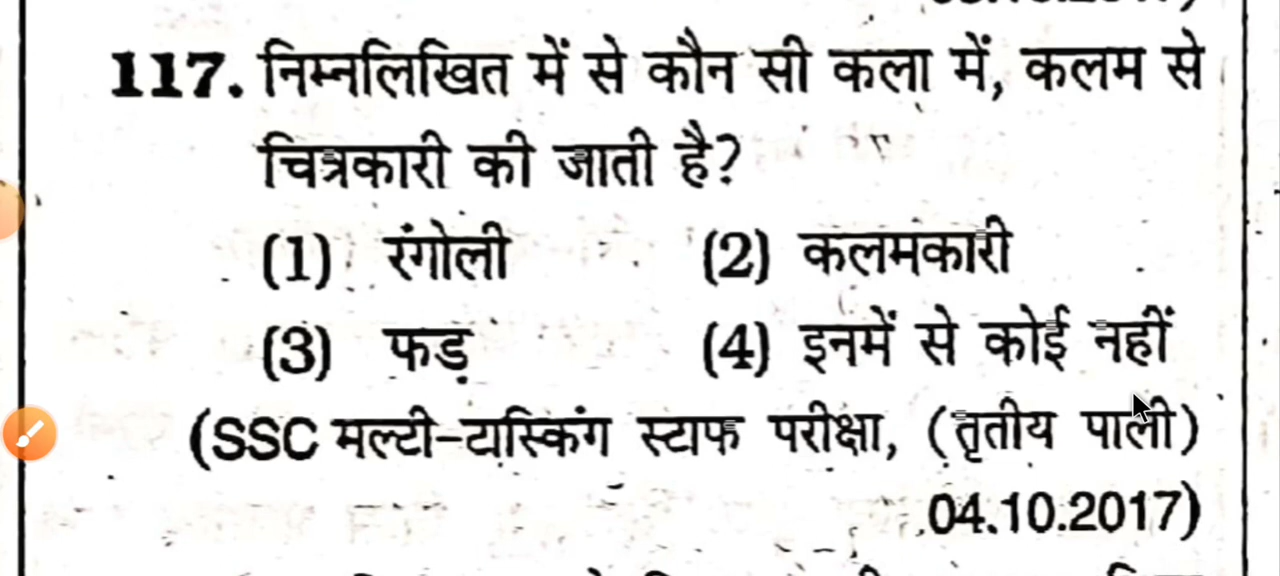 117. निम्नलिखित में से कौन सी कला में, कलम से
चित्रकारी की जाती है?
(1) रंगोली (2) कलमकारी
(3) फड़ (4) इनमें से कोई नहीं
(SSC मल्टी-टास्किंग स्टाफ परीक्षा, (तृतीय पाली)
04.10.2017)